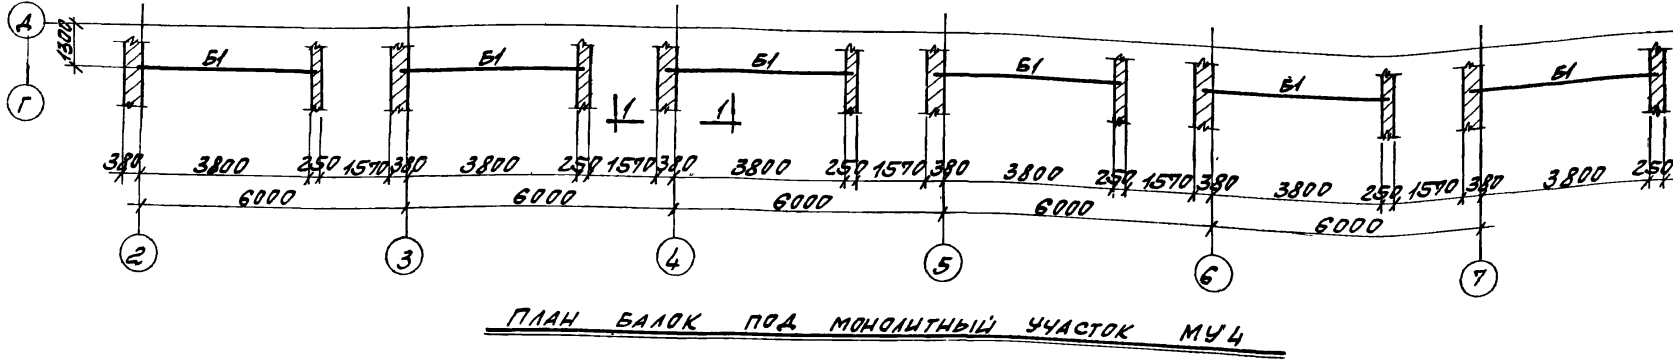 А
1300
Г
Б1 Б1 Б1 Б1 Б1 Б1
1 1
380 3800 250 1570 380 3800 250 1570 380 3800 250 1570 380 3800 250 1570 380 3800 250 1570 380 3800 250
6000 6000 6000 6000 6000
2 3 4 5 6 7
ПЛАН БАЛОК ПОД МОНОЛИТНЫЙ УЧАСТОК МУ4